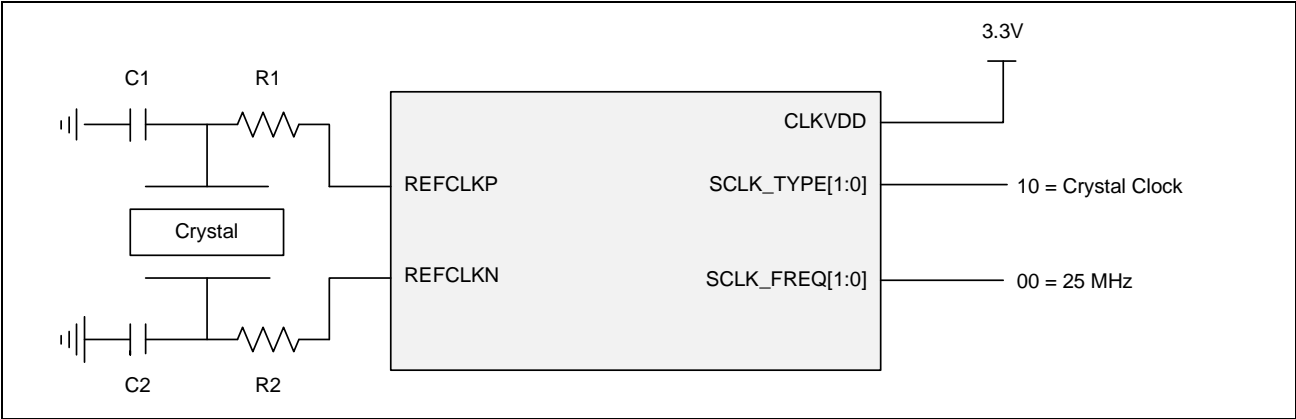 3.3V
C1
R1
CLKVDD
REFCLKP
SCLK_TYPE[1:0]
10 = Crystal Clock
Crystal
REFCLKN
SCLK_FREQ[1:0]
00 = 25 MHz
C2
R2